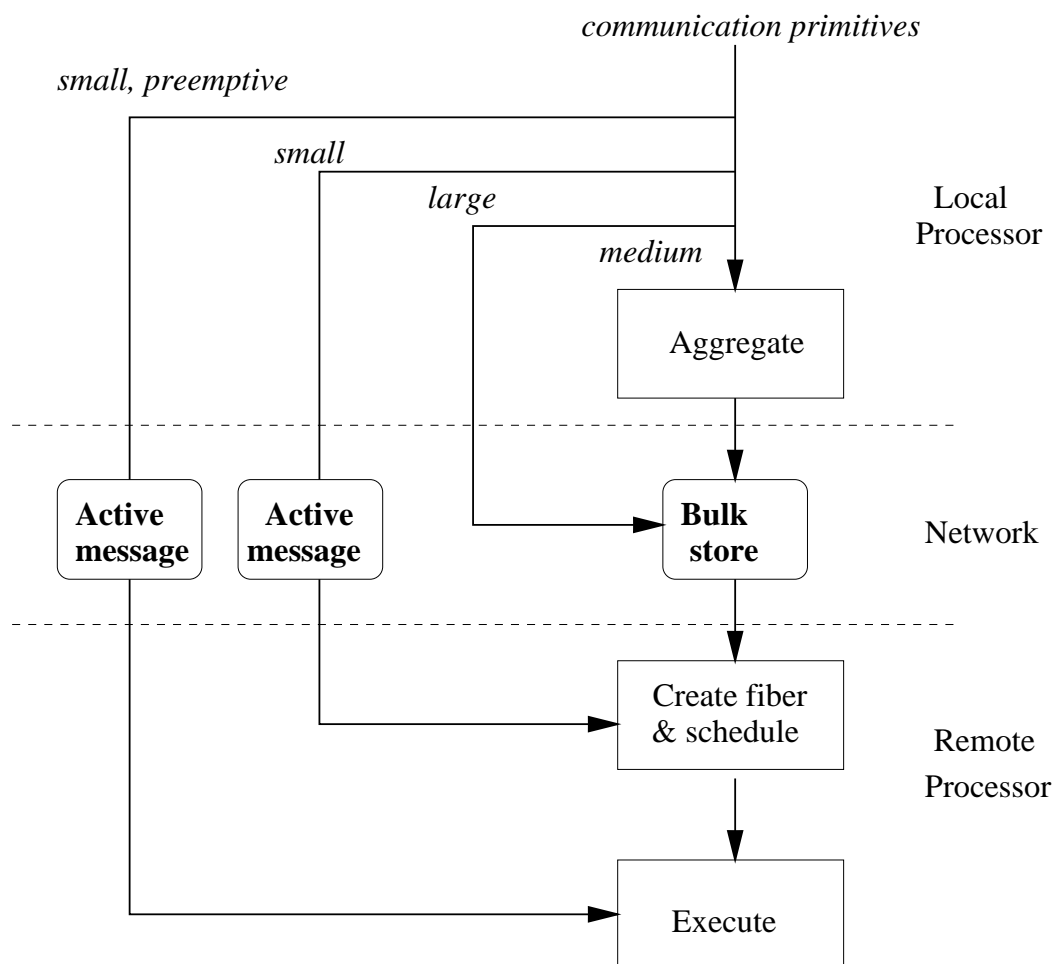 communication primitives
small, preemptive
small
large
medium
Local
Processor
Aggregate
Active
message
Active
message
Bulk
store
Network
Create fiber
& schedule
Remote
Processor
Execute